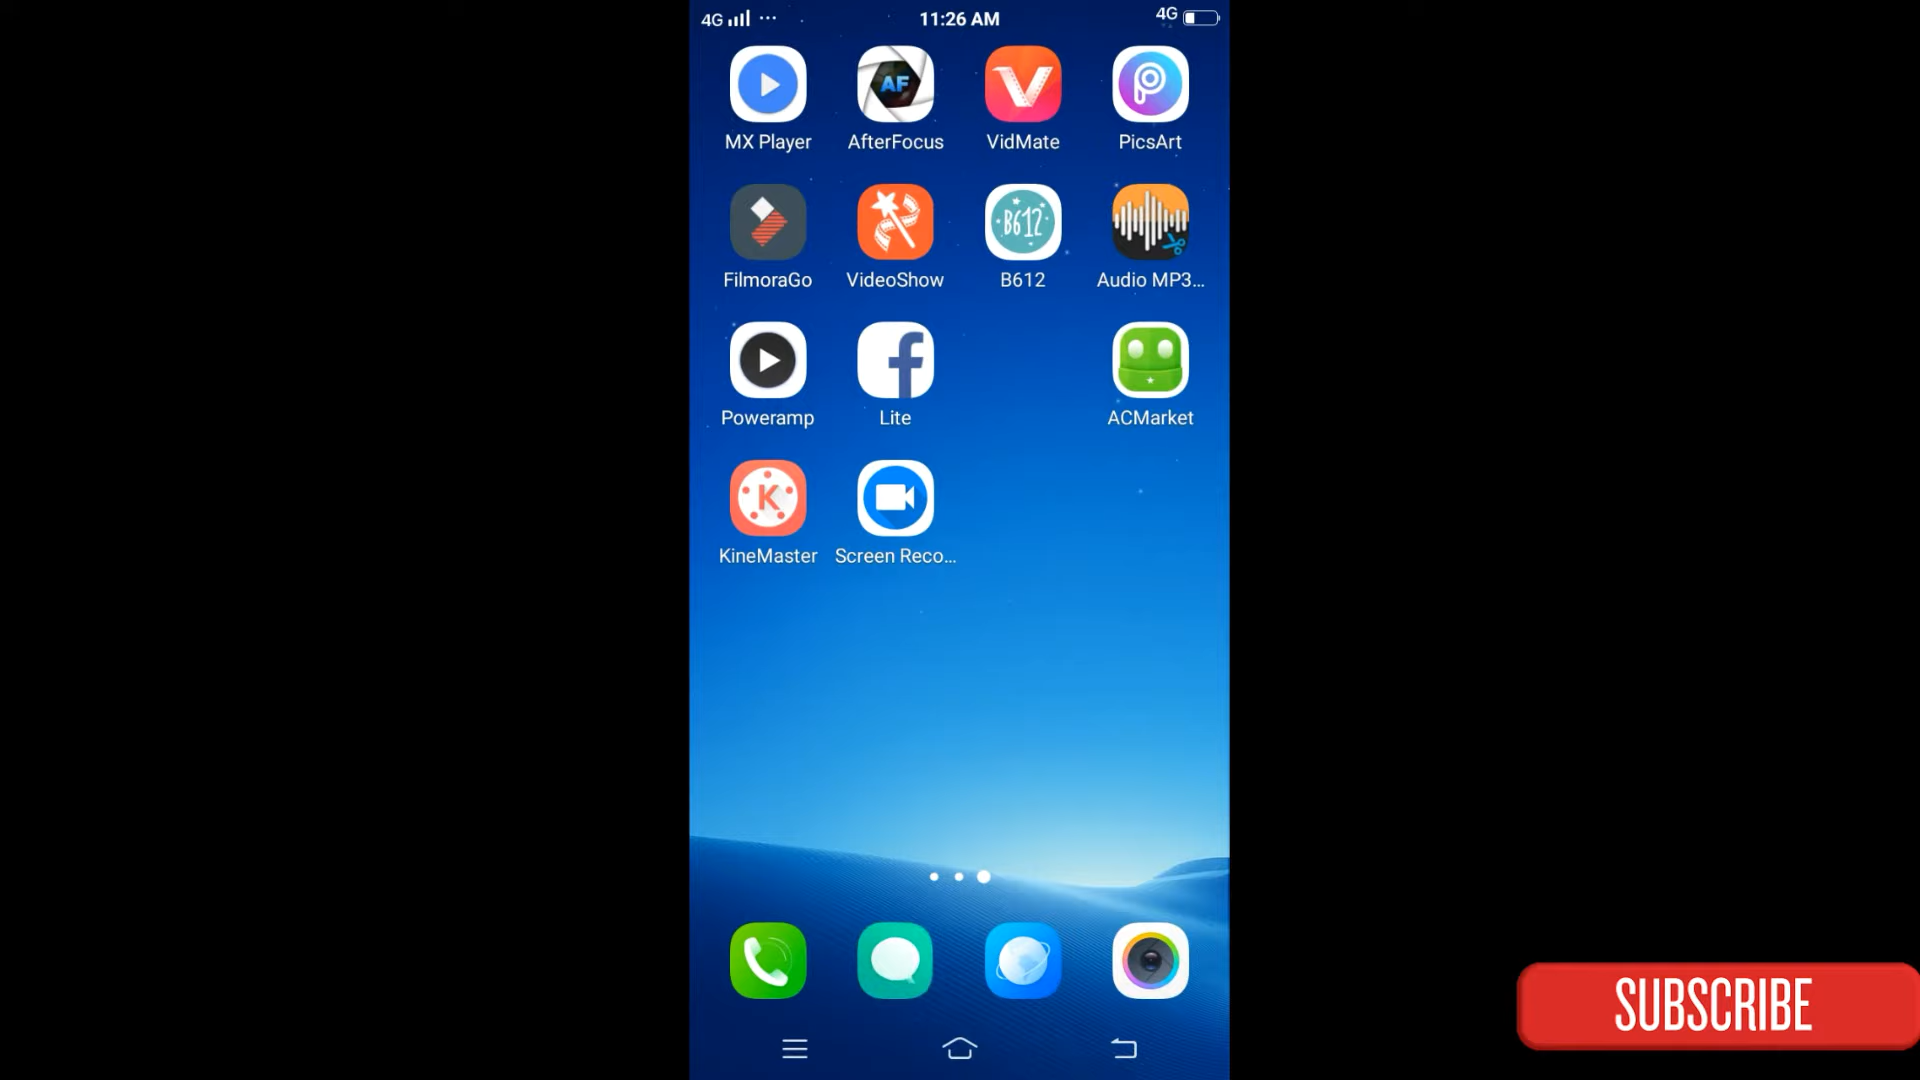 4G ... 11:26 AM 4G
AF
MX Player AfterFocus VidMate PicsArt
B612
FilmoraGo VideoShow B612 Audio MP3...
Poweramp Lite ACMarket
K
KineMaster Screen Reco...
SUBSCRIBE